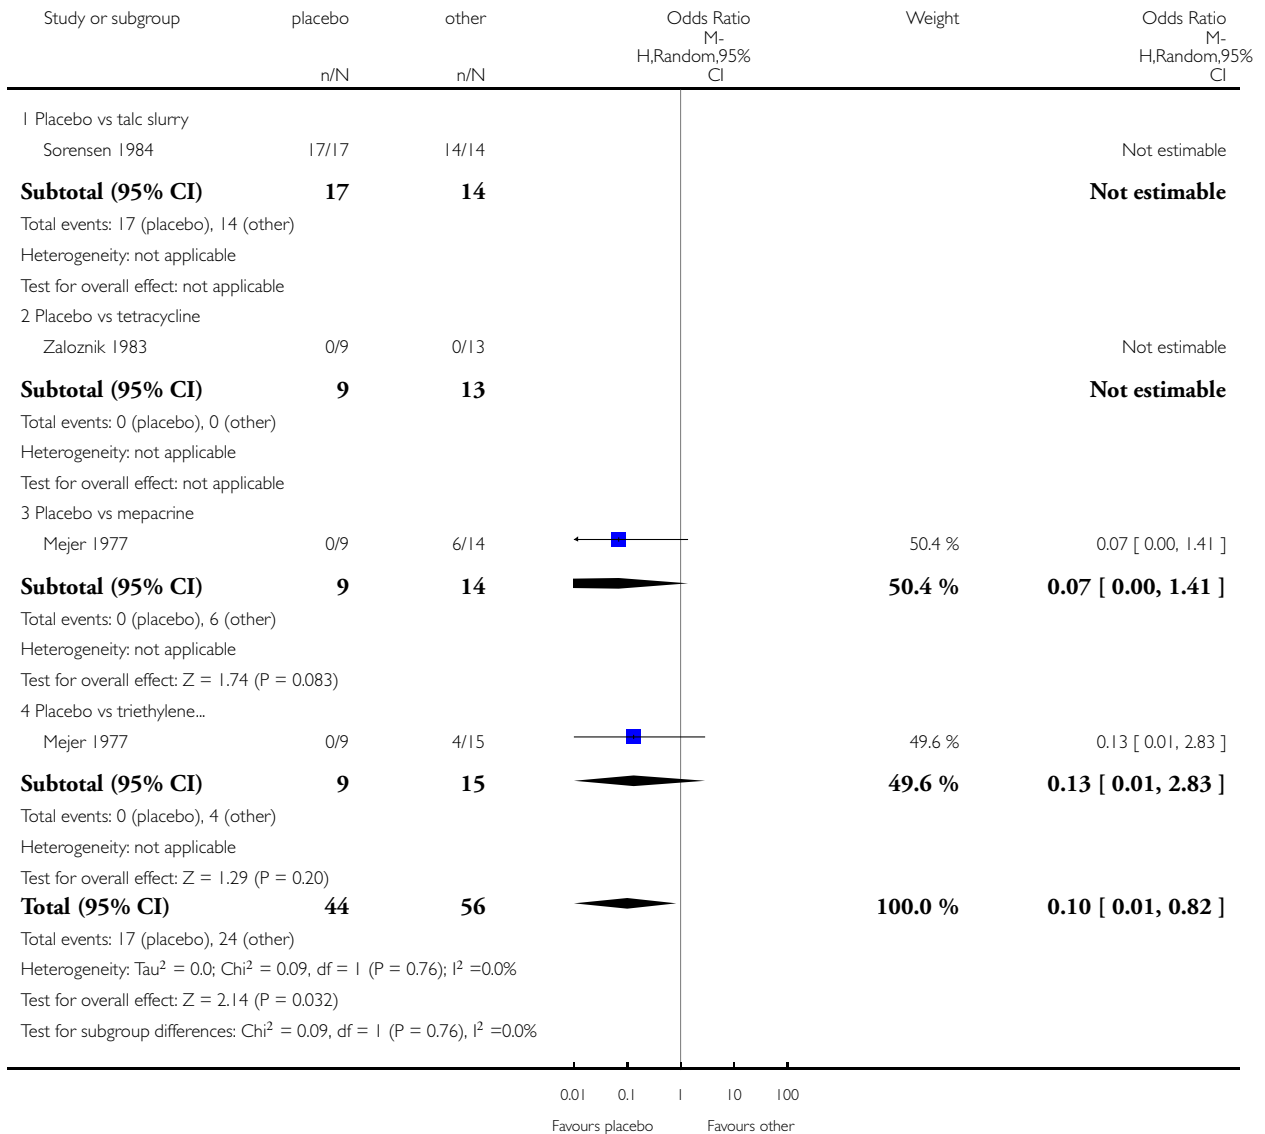 Study or subgroup placebo other Odds Ratio Weight Odds Ratio
M- M-
H,Random,95% H,Random,95%
n/N n/N CI CI
1 Placebo vs talc slurry
Sorensen 1984 17/17 14/14 Not estimable
Subtotal (95% CI) 17 14 Not estimable
Total events: 17 (placebo), 14 (other)
Heterogeneity: not applicable
Test for overall effect: not applicable
2 Placebo vs tetracycline
Zaloznik 1983 0/9 0/13 Not estimable
Subtotal (95% CI) 9 13 Not estimable
Total events: 0 (placebo), 0 (other)
Heterogeneity: not applicable
Test for overall effect: not applicable
3 Placebo vs mepacrine
Mejer 1977 0/9 6/14 50.4 % 0.07 [ 0.00, 1.41 ]
Subtotal (95% CI) 9 14 50.4 % 0.07 [ 0.00, 1.41 ]
Total events: 0 (placebo), 6 (other)
Heterogeneity: not applicable
Test for overall effect: Z = 1.74 (P = 0.083)
4 Placebo vs triethylene...
Mejer 1977 0/9 4/15 49.6 % 0.13 [ 0.01, 2.83 ]
Subtotal (95% CI) 9 15 49.6 % 0.13 [ 0.01, 2.83 ]
Total events: 0 (placebo), 4 (other)
Heterogeneity: not applicable
Test for overall effect: Z = 1.29 (P = 0.20)
Total (95% CI) 44 56 100.0 % 0.10 [ 0.01, 0.82 ]
Total events: 17 (placebo), 24 (other)
Heterogeneity: Tau² = 0.0; Chi² = 0.09, df = 1 (P = 0.76); I² =0.0%
Test for overall effect: Z = 2.14 (P = 0.032)
Test for subgroup differences: Chi² = 0.09, df = 1 (P = 0.76), I² =0.0%
0.01 0.1 1 10 100
Favours placebo Favours other